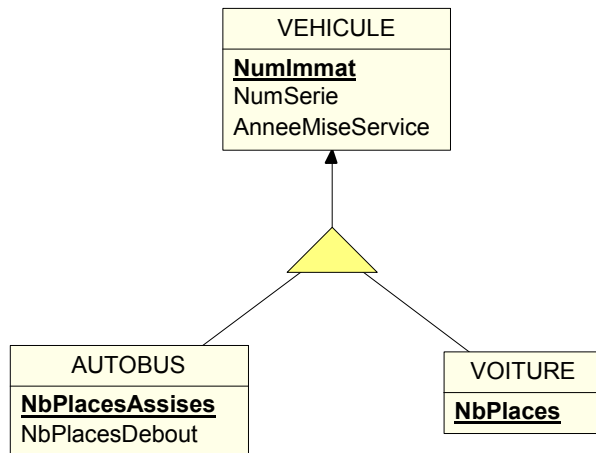 VEHICULE
NumImmat
NumSerie
AnneeMiseService
AUTOBUS
NbPlacesAssises
NbPlacesDebout
VOITURE
NbPlaces